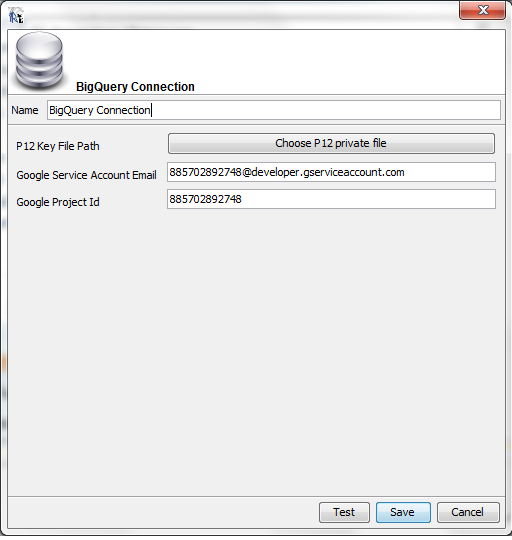 BigQuery Connection
Name BigQuery Connection
P12 Key File Path Choose P12 private file
Google Service Account Email 885702892748@developer.gserviceaccount.com
Google Project Id 885702892748
Test Save Cancel